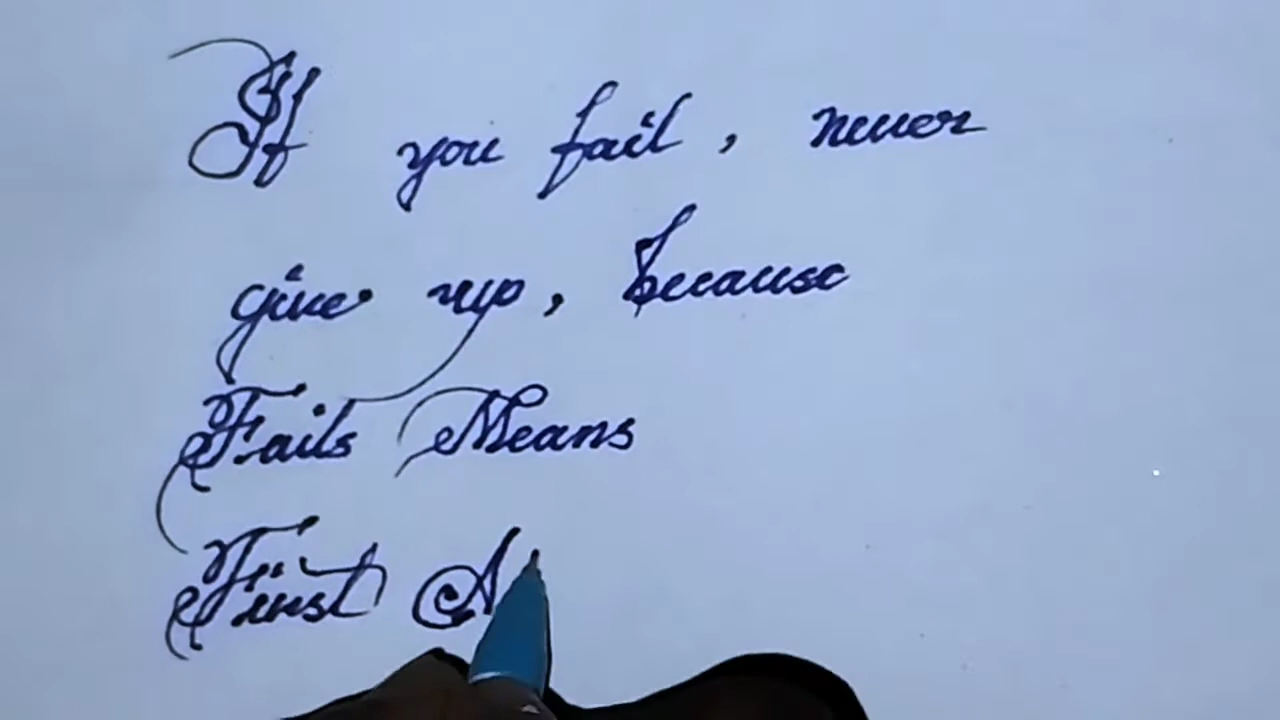 If you fail, never
give up, because
Fails Means
First A